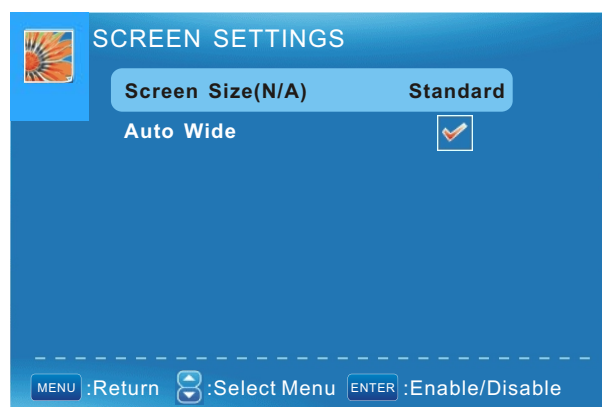 SCREEN SETTINGS
Screen Size(N/A) Standard
Auto Wide
MENU :Return :Select Menu ENTER :Enable/Disable